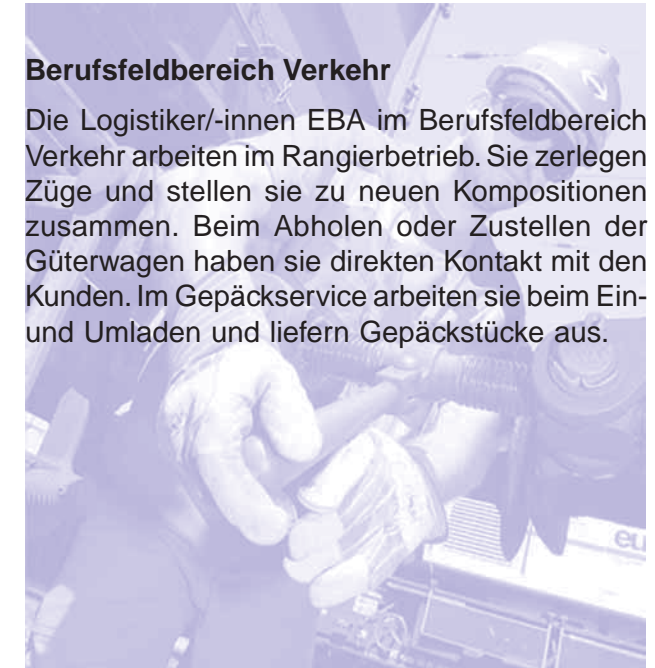 Berufsfeldbereich Verkehr
Die Logistiker/-innen EBA im Berufsfeldbereich
Verkehr arbeiten im Rangierbetrieb. Sie zerlegen
Züge und stellen sie zu neuen Kompositionen
zusammen. Beim Abholen oder Zustellen der
Güterwagen haben sie direkten Kontakt mit den
Kunden. Im Gepäckservice arbeiten sie beim Ein-
und Umladen und liefern Gepäckstücke aus.
eu